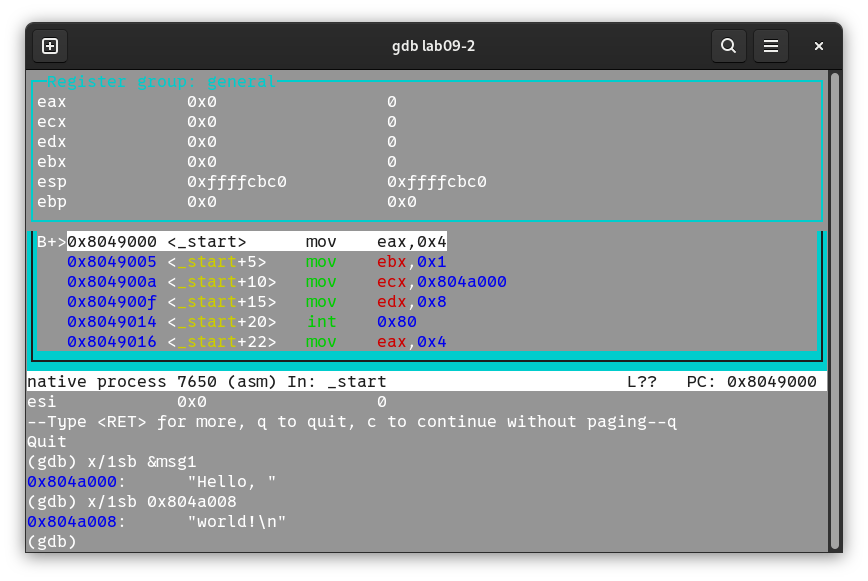 gdb lab09-2
Register group: general
eax            0x0                 0
ecx            0x0                 0
edx            0x0                 0
ebx            0x0                 0
esp            0xffffcbc0          0xffffcbc0
ebp            0x0                 0x0
B+>0x8049000 <_start>      mov    eax,0x4
0x8049005 <_start+5>    mov    ebx,0x1
0x804900a <_start+10>   mov    ecx,0x804a000
0x804900f <_start+15>   mov    edx,0x8
0x8049014 <_start+20>   int    0x80
0x8049016 <_start+22>   mov    eax,0x4
native process 7650 (asm) In: _start                        L??   PC: 0x8049000
esi            0x0                 0
--Type <RET> for more, q to quit, c to continue without paging--q
Quit
(gdb) x/1sb &msg1
0x804a000:      "Hello, "
(gdb) x/1sb 0x804a008
0x804a008:      "world!\n"
(gdb)